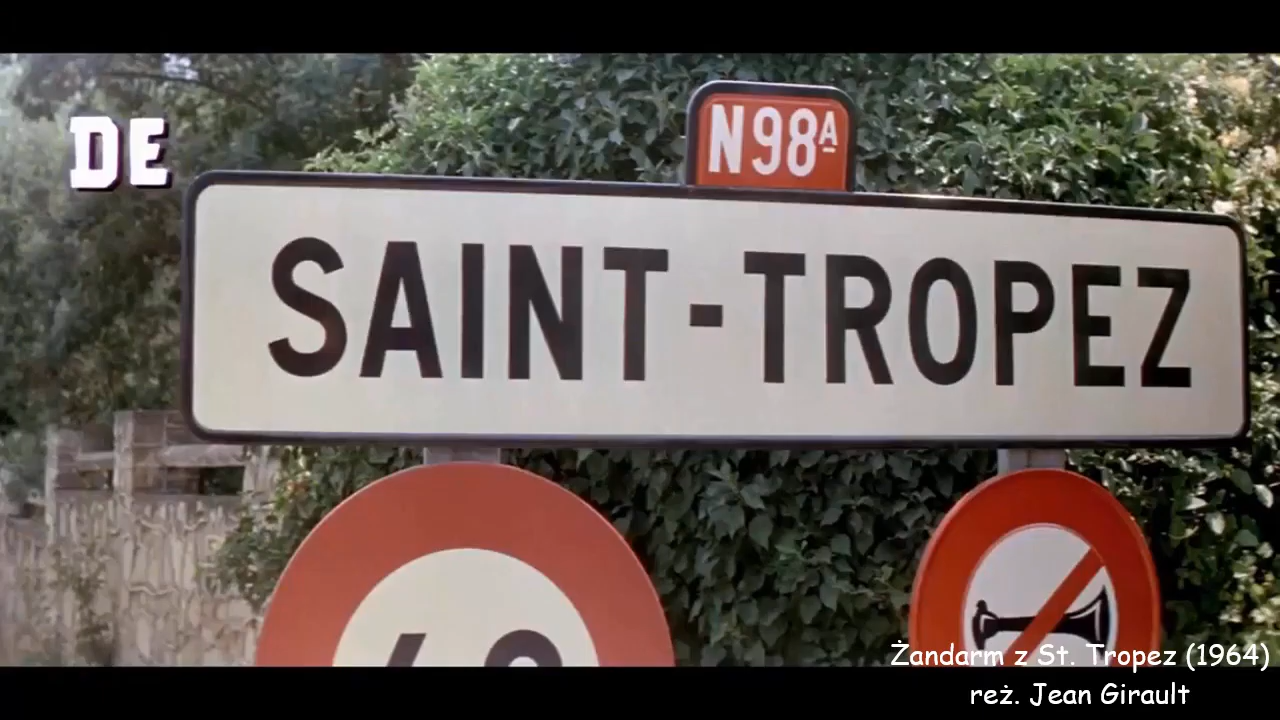 N98A
DE
SAINT-TROPEZ
Żandarm z St. Tropez (1964)
reż. Jean Girault